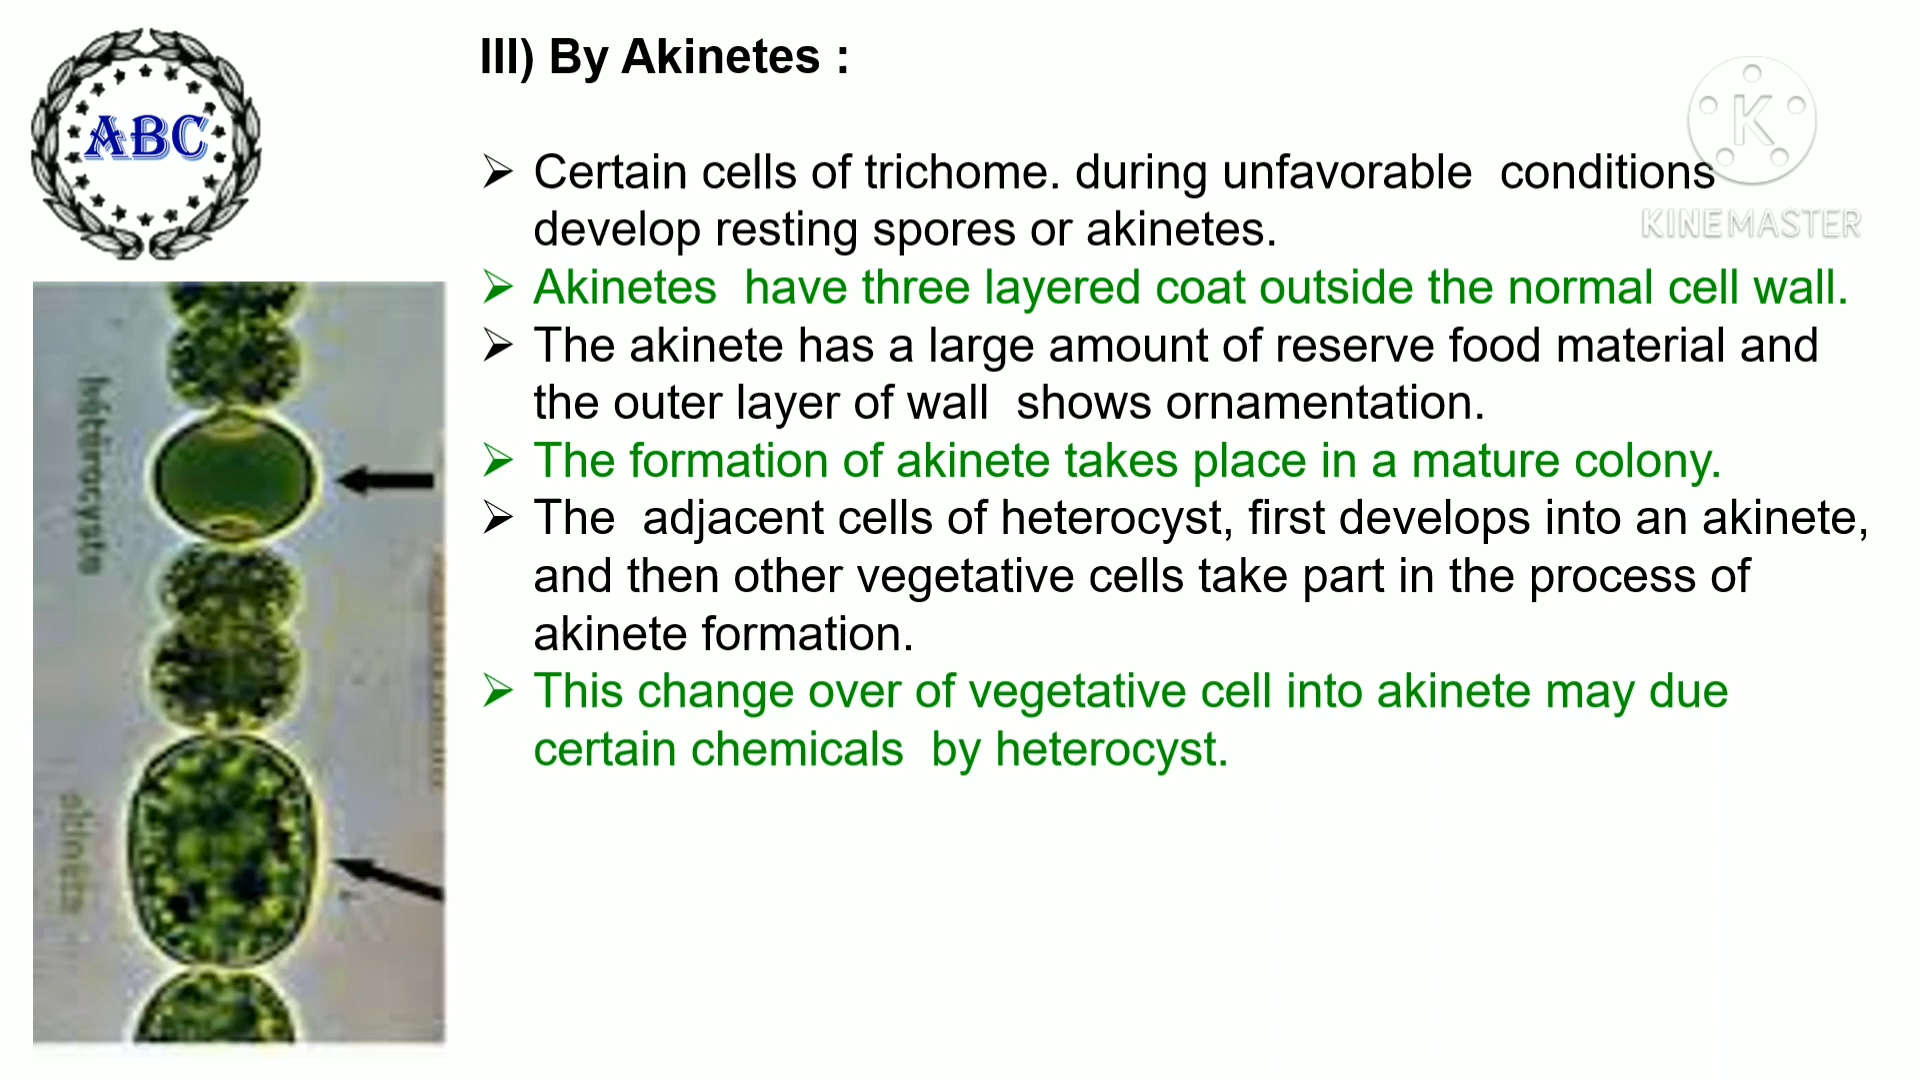 ABC
III) By Akinetes :
KINEMASTER
Certain cells of trichome. during unfavorable conditions
develop resting spores or akinetes.
Akinetes have three layered coat outside the normal cell wall.
The akinete has a large amount of reserve food material and
the outer layer of wall shows ornamentation.
The formation of akinete takes place in a mature colony.
The adjacent cells of heterocyst, first develops into an akinete,
and then other vegetative cells take part in the process of
akinete formation.
This change over of vegetative cell into akinete may due
certain chemicals by heterocyst.